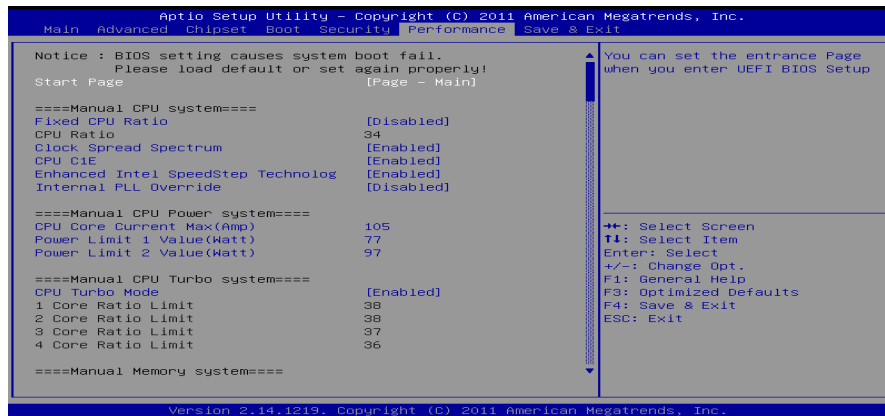 Aptio Setup Utility – Copyright (C) 2011 American Megatrends, Inc.
Main Advanced Chipset Boot Security Performance Save & Exit
Notice : BIOS setting causes system boot fail.
Please load default or set again properly!
Start Page [Page – Main]
====Manual CPU system====
Fixed CPU Ratio [Disabled]
CPU Ratio 34
Clock Spread Spectrum [Enabled]
CPU C1E [Enabled]
Enhanced Intel SpeedStep Technolog [Enabled]
Internal PLL Override [Disabled]
====Manual CPU Power system====
CPU Core Current Max(Amp) 105
Power Limit 1 Value(Watt) 77
Power Limit 2 Value(Watt) 97
====Manual CPU Turbo system====
CPU Turbo Mode [Enabled]
1 Core Ratio Limit 38
2 Core Ratio Limit 38
3 Core Ratio Limit 37
4 Core Ratio Limit 36
====Manual Memory system====
You can set the entrance Page
when you enter UEFI BIOS Setup
→←: Select Screen
↑↓: Select Item
Enter: Select
+/–: Change Opt.
F1: General Help
F3: Optimized Defaults
F4: Save & Exit
ESC: Exit
Version 2.14.1219. Copyright (C) 2011 American Megatrends, Inc.